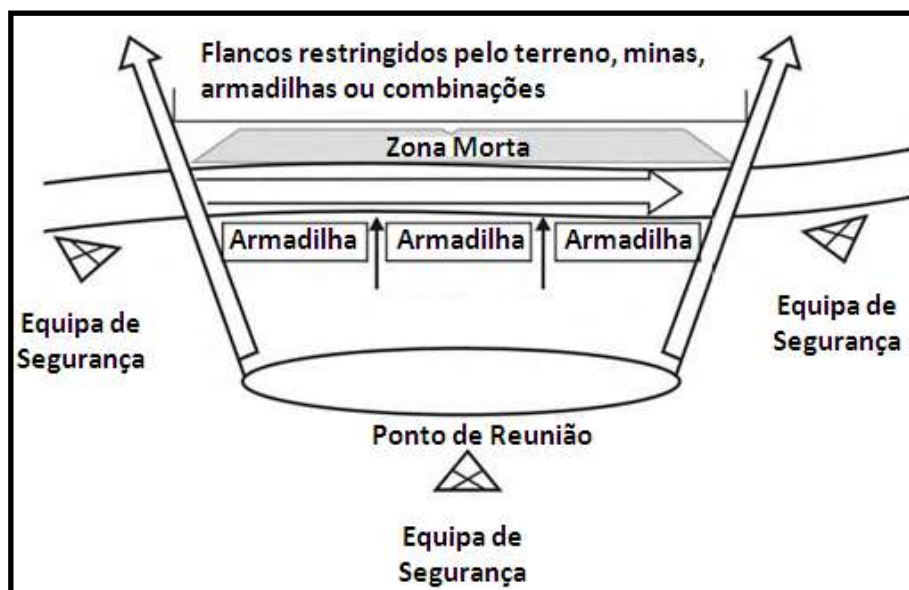 Flancos restringidos pelo terreno, minas,
armadilhas ou combinações
Zona Morta
Armadilha
Armadilha
Armadilha
Equipa de
Segurança
Equipa de
Segurança
Ponto de Reunião
Equipa de
Segurança